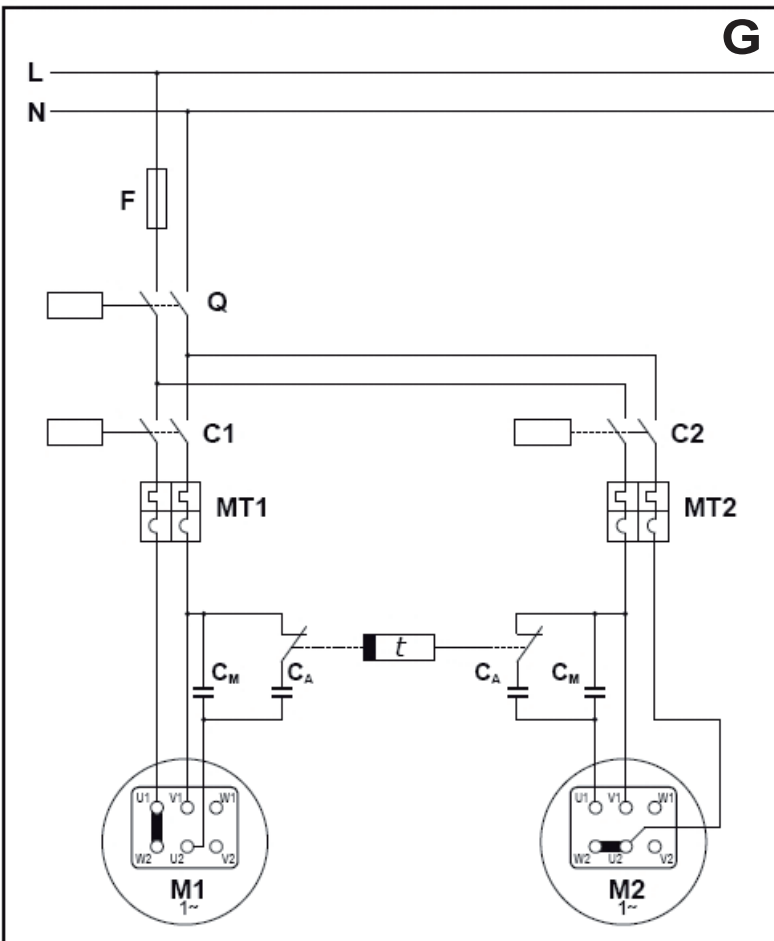 G
L
N
F
Q
C1
C2
MT1
MT2
t
CM CA
CA CM
U1 V1 W1
W2 U2 V2
M1
1~
U1 V1 W1
W2 U2 V2
M2
1~